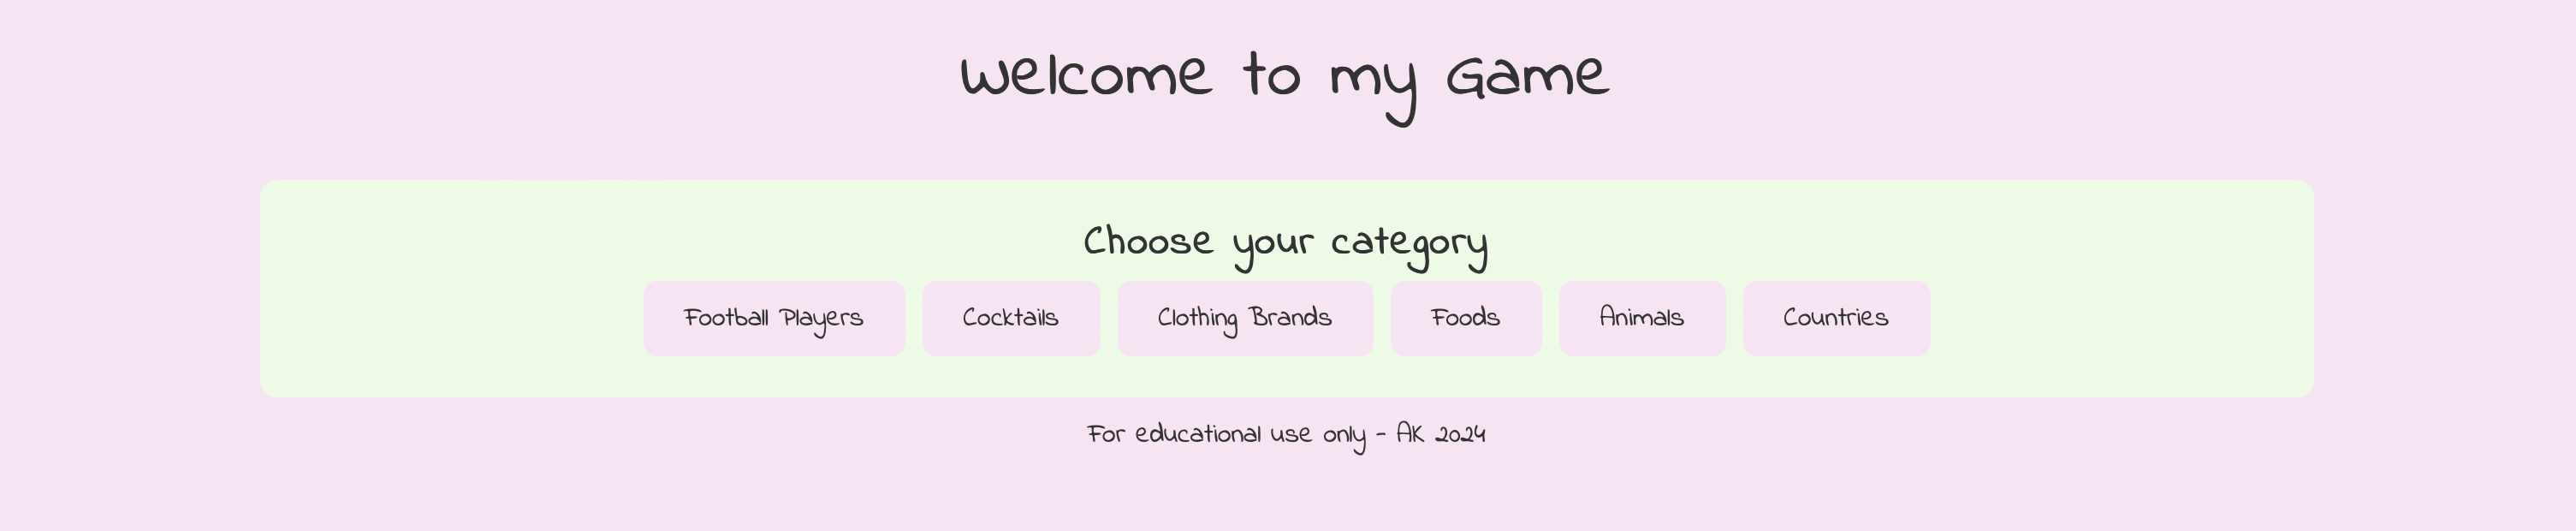 Welcome to my Game
Choose your category
Football Players Cocktails Clothing Brands Foods Animals Countries
For educational use only - AK 2024